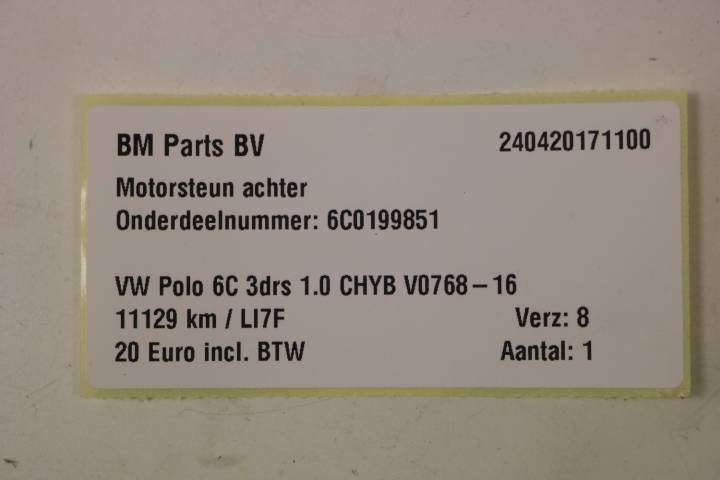 BM Parts BV 240420171100
Motorsteun achter
Onderdeelnummer: 6C0199851
VW Polo 6C 3drs 1.0 CHYB V0768-16
11129 km / LI7F Verz: 8
20 Euro incl. BTW Aantal: 1